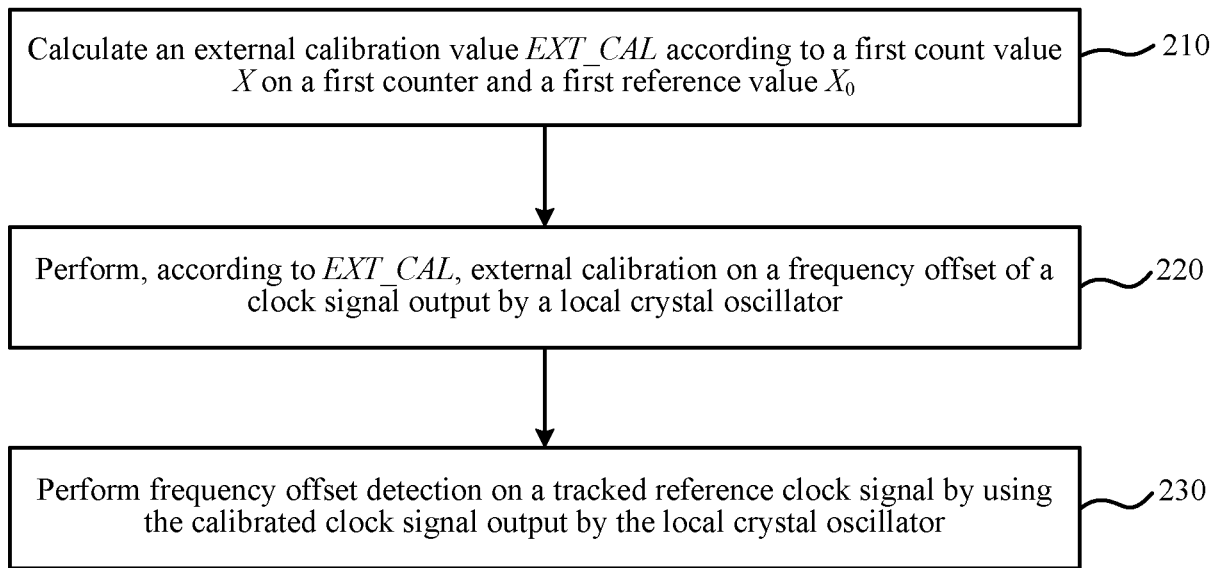 Calculate an external calibration value EXT_CAL according to a first count value
X on a first counter and a first reference value X₀
210
Perform, according to EXT_CAL, external calibration on a frequency offset of a
clock signal output by a local crystal oscillator
220
Perform frequency offset detection on a tracked reference clock signal by using
the calibrated clock signal output by the local crystal oscillator
230